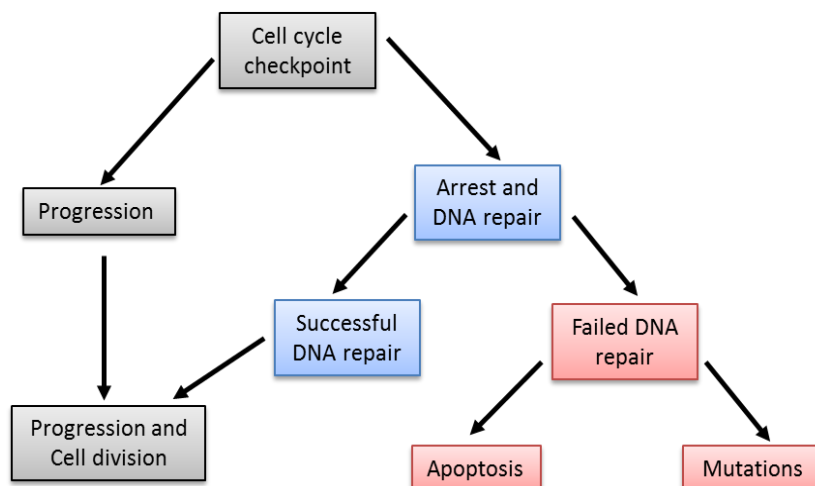 Cell cycle
checkpoint
Arrest and
DNA repair
Progression
Successful
DNA repair
Failed DNA
repair
Progression and
Cell division
Apoptosis
Mutations